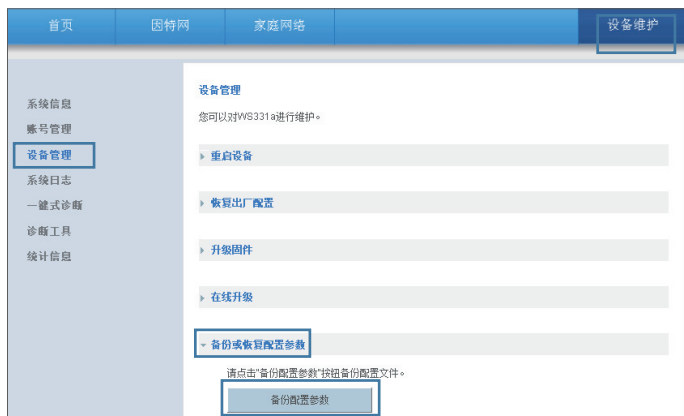 首页 因特网 家庭网络 设备维护
系统信息
账号管理
设备管理
系统日志
一键式诊断
诊断工具
统计信息
设备管理
您可以对WS331a进行维护。
重启设备
恢复出厂配置
升级固件
在线升级
备份或恢复配置参数
请点击"备份配置参数"按钮备份配置文件。
备份配置参数